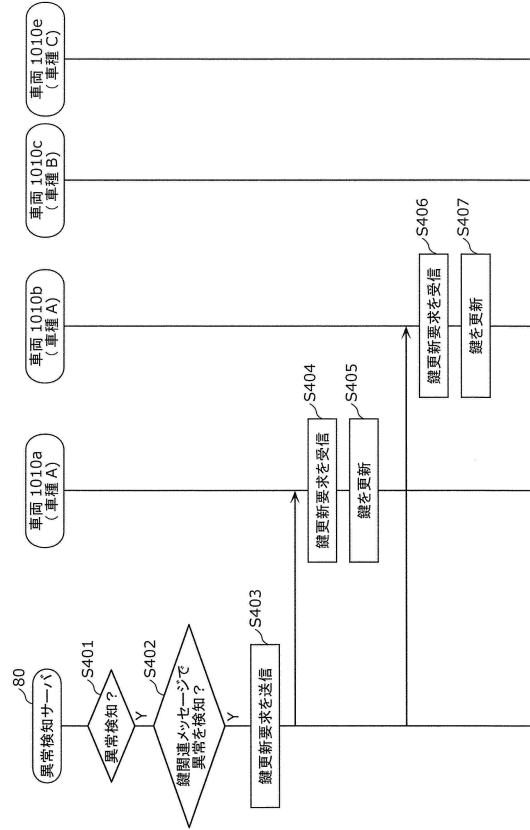 80
異常検知サーバ
S401
異常検知？
Y
S402
鍵関連メッセージで
異常を検知？
Y
S403
鍵更新要求を送信
車両 1010a
( 車種 A)
S404
鍵更新要求を受信
S405
鍵を更新
車両 1010b
( 車種 A)
S406
鍵更新要求を受信
S407
鍵を更新
車両 1010c
( 車種 B)
車両 1010e
( 車種 C)